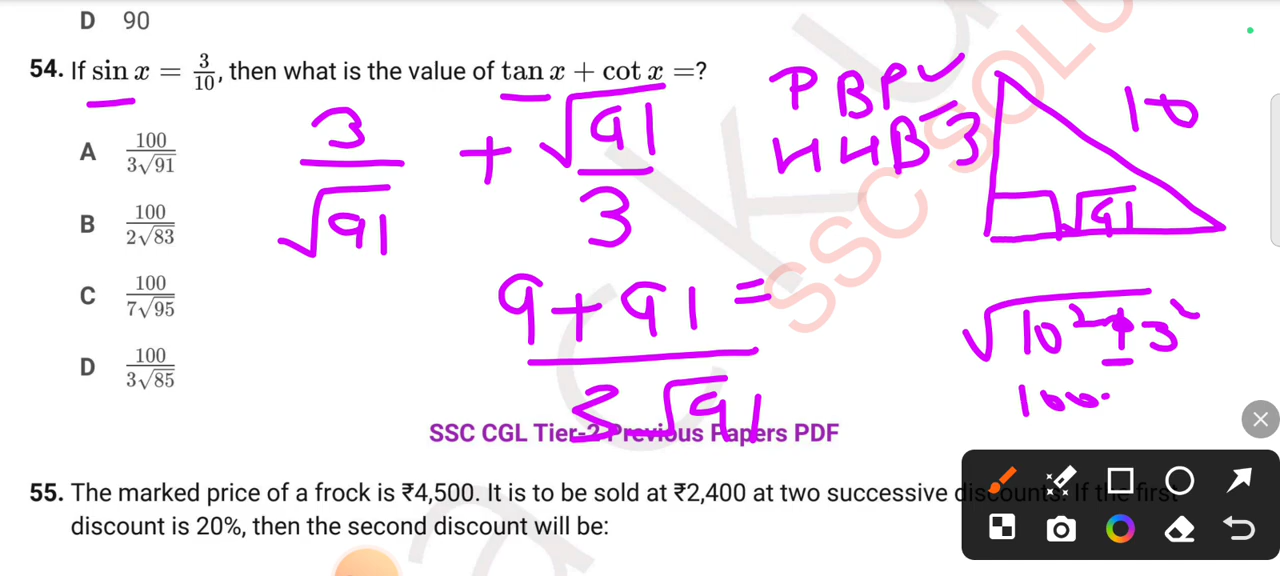 D 90
54. If sin x = 3/10, then what is the value of tan x + cot x =?
A 100/3√91
B 100/2√83
C 100/7√95
D 100/3√85
3/√91 + √91/3
9+91/3√91 =
P B P
H H B
3
10
√91
SSC SOLU
SSC CGL Tier-2 Previous Papers PDF
55. The marked price of a frock is ₹4,500. It is to be sold at ₹2,400 at two successive discounts. If the first
discount is 20%, then the second discount will be: